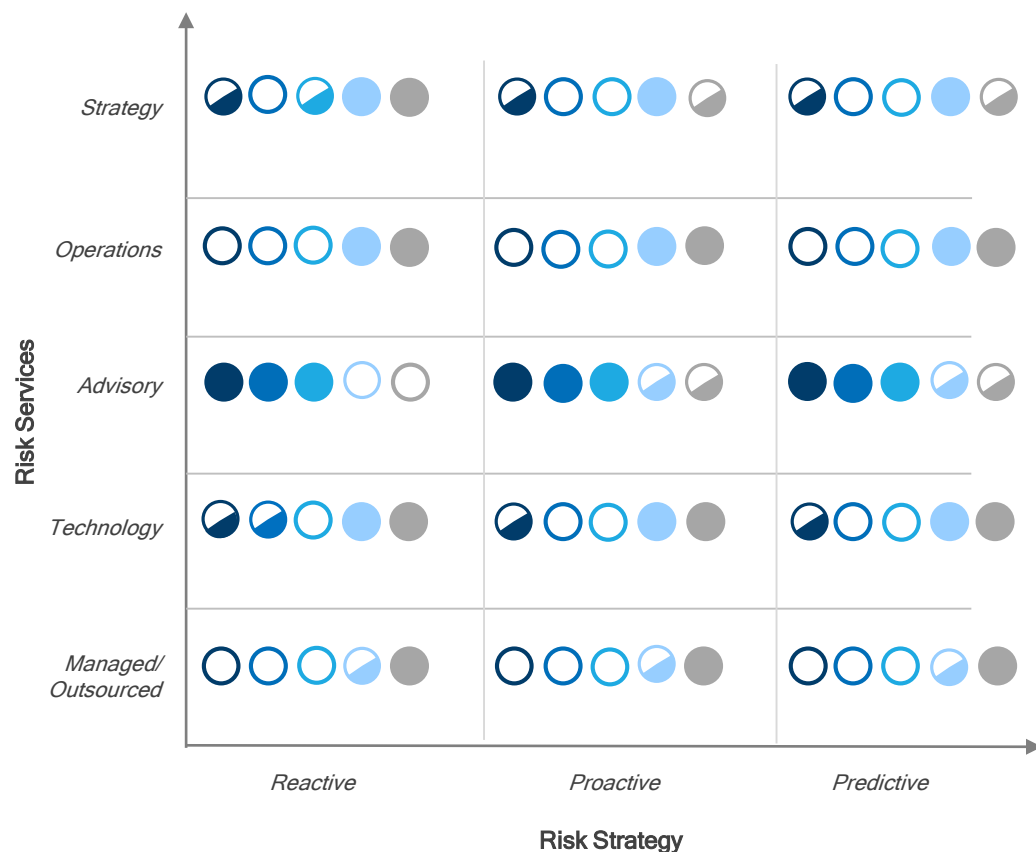 Strategy
Operations
Advisory
Technology
Managed/
Outsourced
Risk Services
Reactive
Proactive
Predictive
Risk Strategy